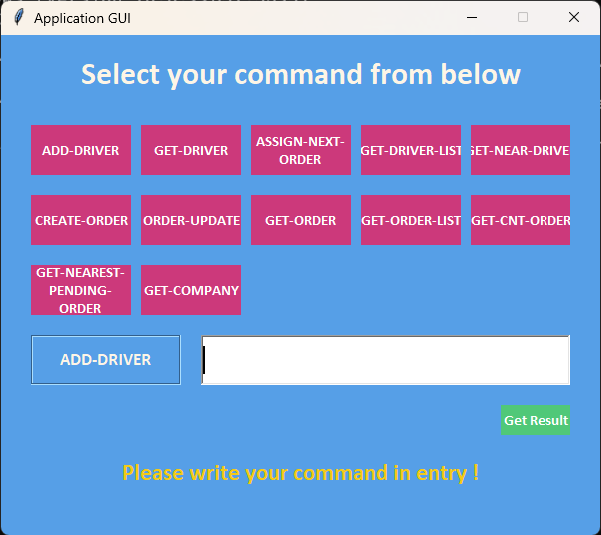 Application GUI
Select your command from below
ADD-DRIVER
GET-DRIVER
ASSIGN-NEXT-
ORDER
GET-DRIVER-LIST
GET-NEAR-DRIVE
CREATE-ORDER
ORDER-UPDATE
GET-ORDER
GET-ORDER-LIST
GET-CNT-ORDER
GET-NEAREST-
PENDING-
ORDER
GET-COMPANY
ADD-DRIVER
Get Result
Please write your command in entry !